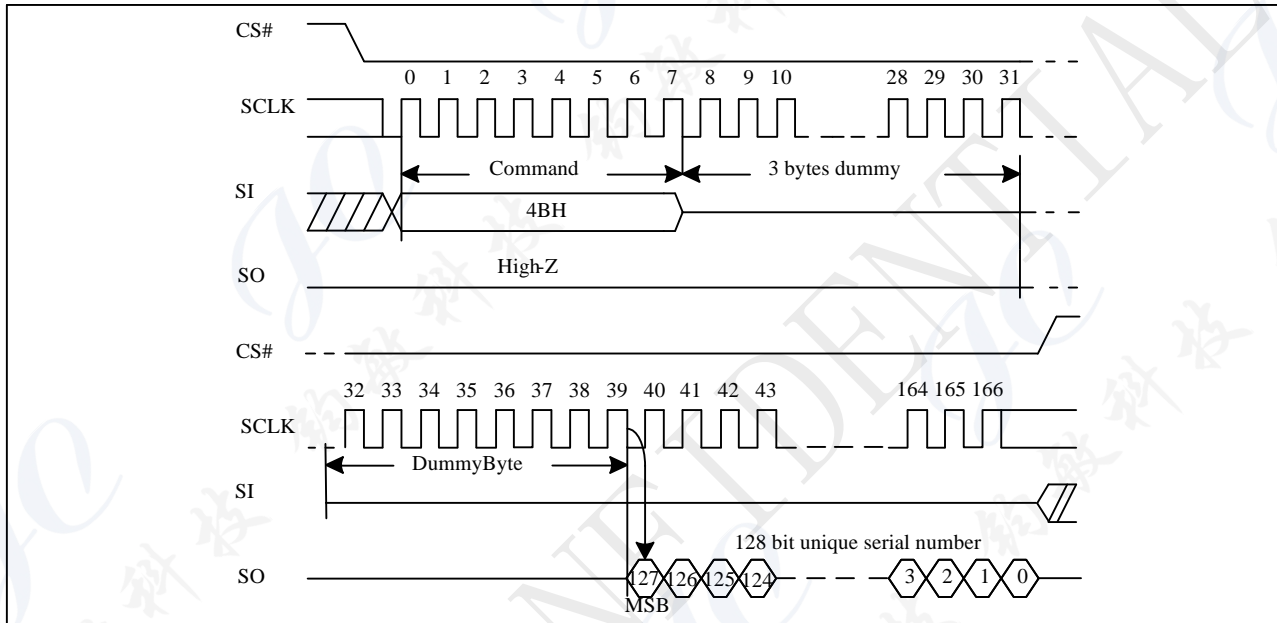 CS#
0 1 2 3 4 5 6 7 8 9 10 28 29 30 31
SCLK
Command 3 bytes dummy
SI
4BH
High-Z
SO
CS#
32 33 34 35 36 37 38 39 40 41 42 43 164 165 166
SCLK
DummyByte
SI
128 bit unique serial number
SO 127 126 125 124 3 2 1 0
MSB